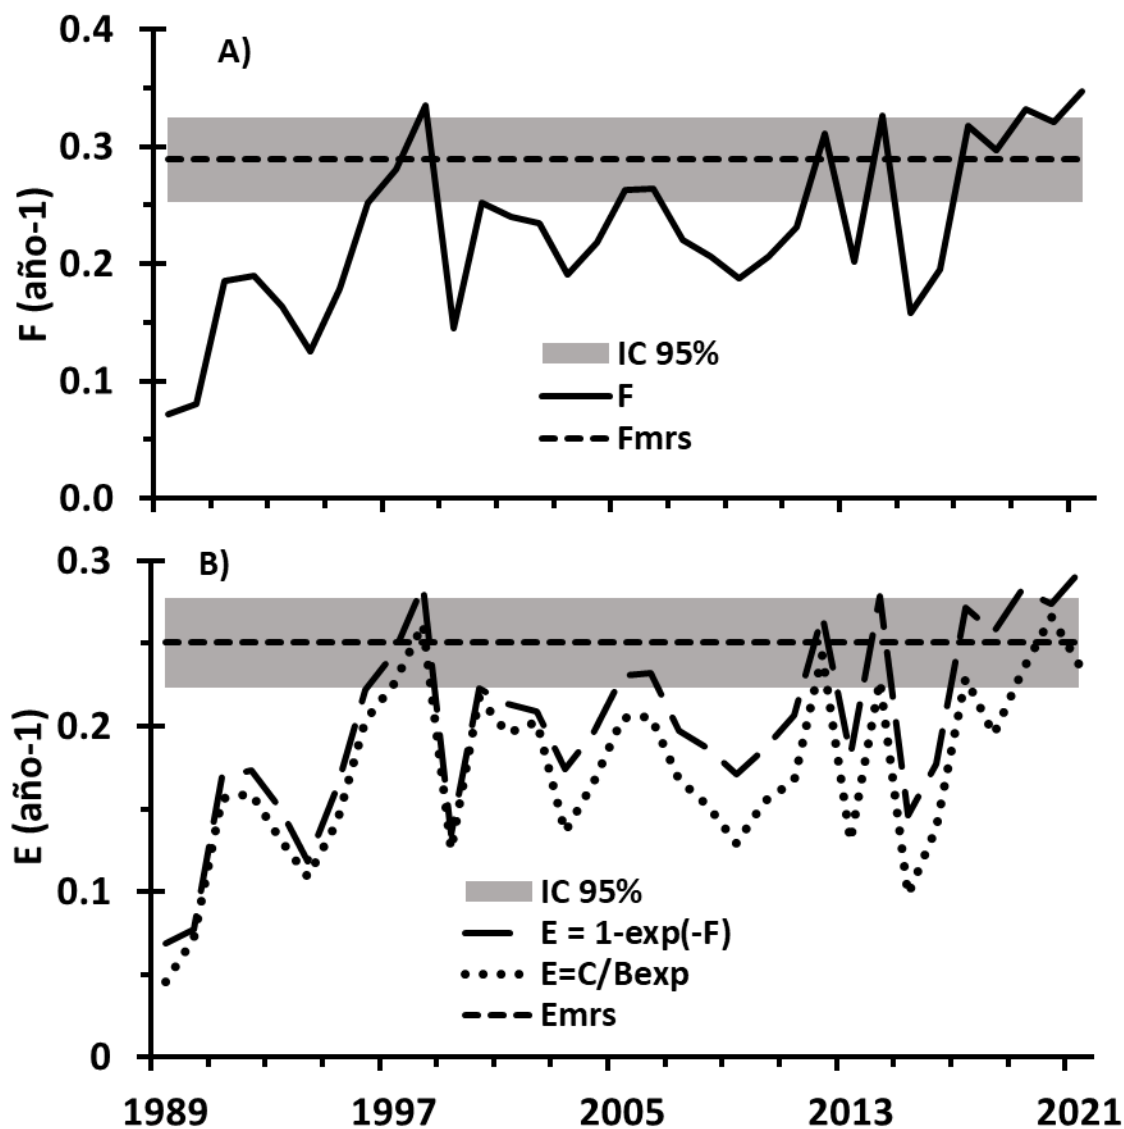 A)
0.4
0.3
0.2
0.1
0.0
F (año-1)
IC 95%
F
Fmrs
B)
0.3
0.2
0.1
0
E (año-1)
IC 95%
E = 1-exp(-F)
E=C/Bexp
Emrs
1989 1997 2005 2013 2021